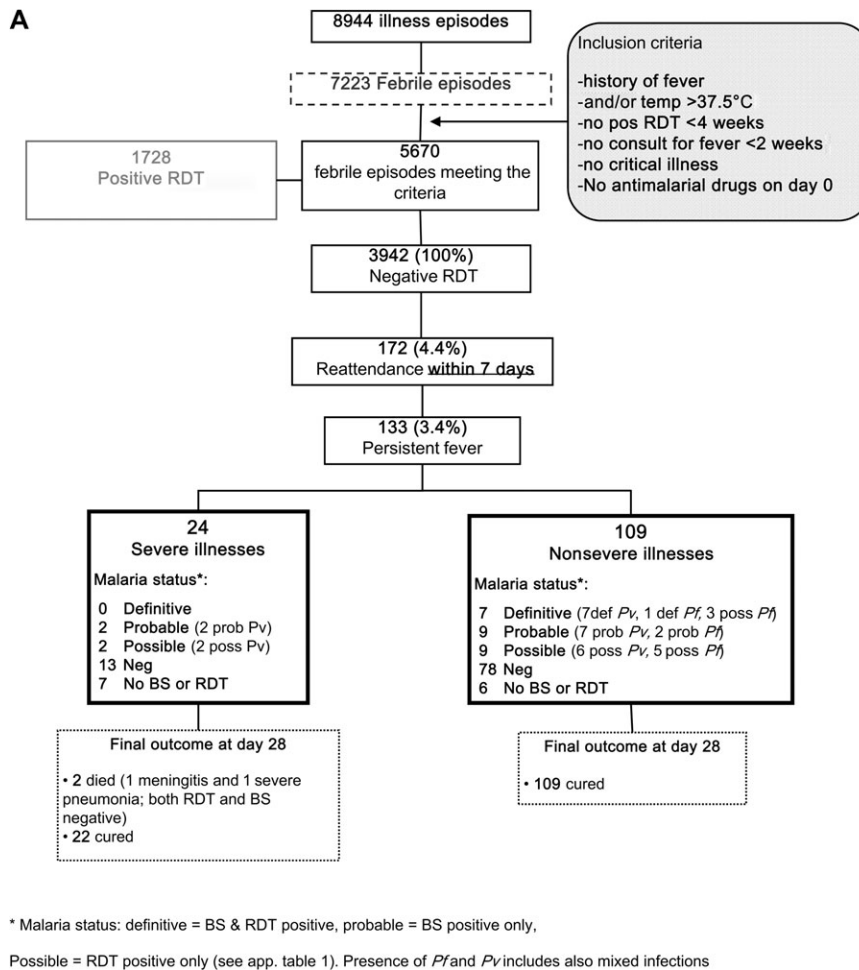 A
8944 illness episodes
7223 Febrile episodes
Inclusion criteria
-history of fever
-and/or temp >37.5°C
-no pos RDT <4 weeks
-no consult for fever <2 weeks
-no critical illness
-No antimalarial drugs on day 0
1728
Positive RDT
5670
febrile episodes meeting the
criteria
3942 (100%)
Negative RDT
172 (4.4%)
Reattendance within 7 days
133 (3.4%)
Persistent fever
24
Severe illnesses
Malaria status*:
0 Definitive
2 Probable (2 prob Pv)
2 Possible (2 poss Pv)
13 Neg
7 No BS or RDT
109
Nonsevere illnesses
Malaria status*:
7 Definitive (7def Pv, 1 def Pf, 3 poss Pf)
9 Probable (7 prob Pv, 2 prob Pf)
9 Possible (6 poss Pv, 5 poss Pf)
78 Neg
6 No BS or RDT
Final outcome at day 28
• 2 died (1 meningitis and 1 severe
pneumonia; both RDT and BS
negative)
• 22 cured
Final outcome at day 28
• 109 cured
* Malaria status: definitive = BS & RDT positive, probable = BS positive only,
Possible = RDT positive only (see app. table 1). Presence of Pf and Pv includes also mixed infections